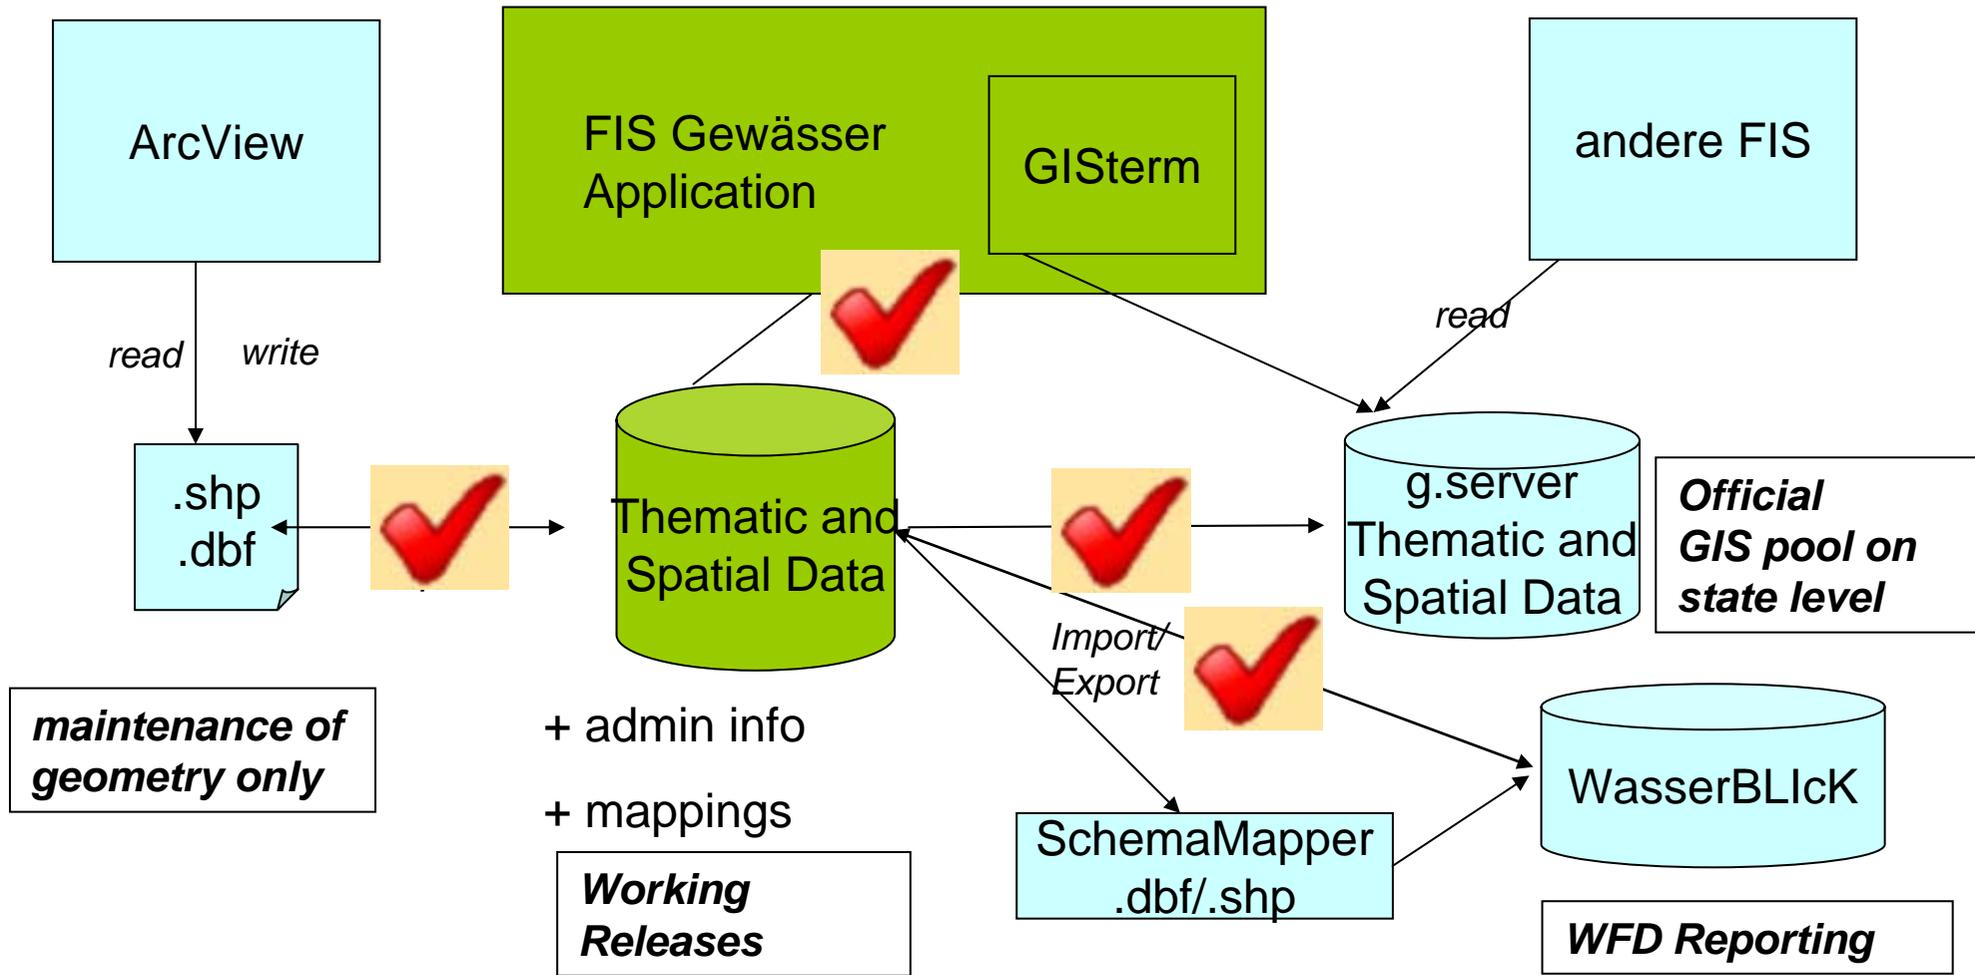 ArcView
FIS Gewässer
Application
GISterm
andere FIS
read
write
read
.shp
.dbf
Thematic and
Spatial Data
g.server
Thematic and
Spatial Data
Official
GIS pool on
state level
Import/
Export
maintenance of
geometry only
+ admin info
+ mappings
Working
Releases
SchemaMapper
.dbf/.shp
WasserBLIcK
WFD Reporting